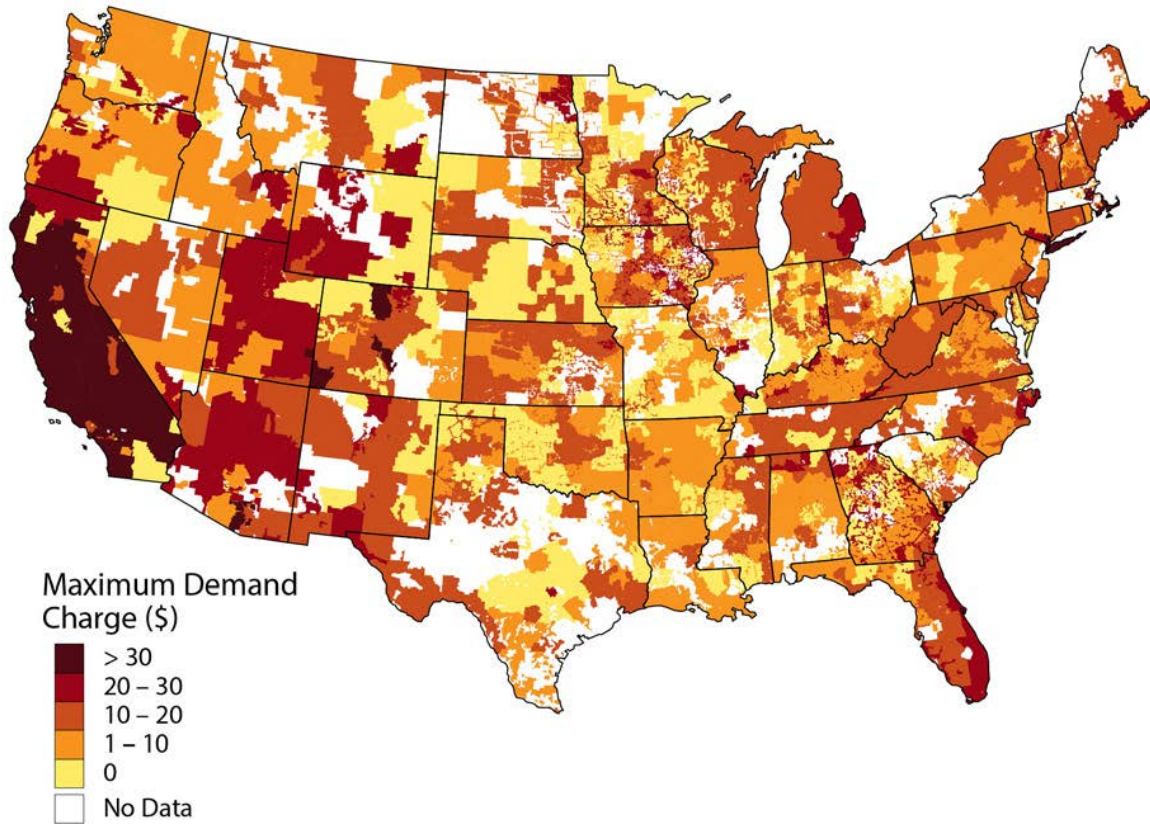 Maximum Demand
Charge ($)
> 30
20 – 30
10 – 20
1 – 10
0
No Data